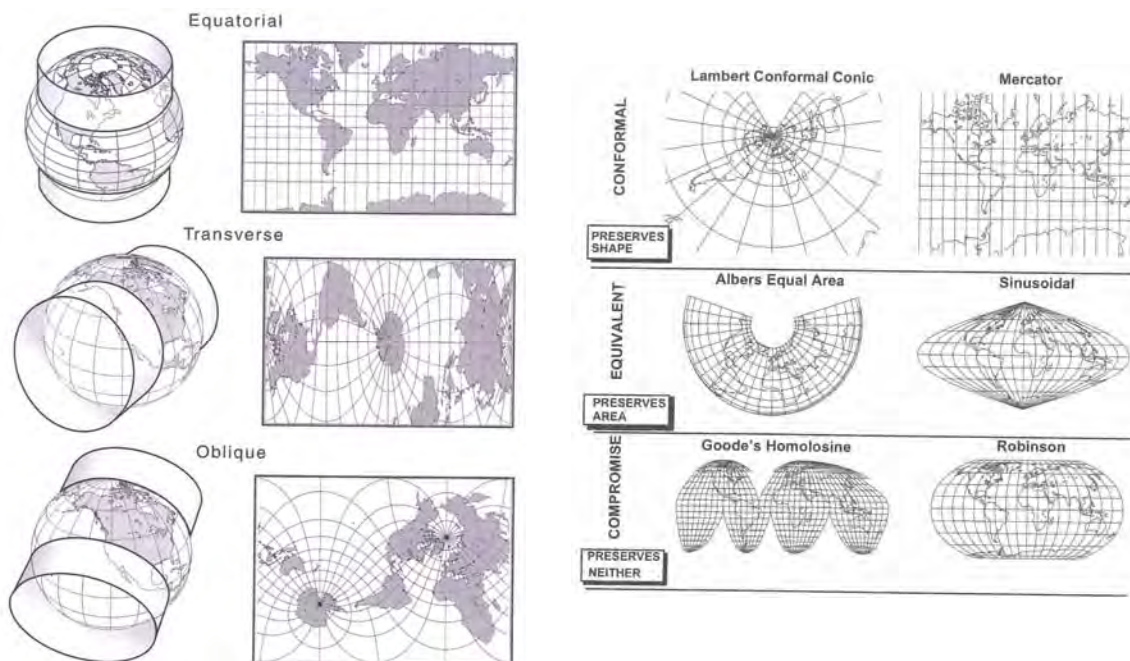 Equatorial
Transverse
Oblique
Lambert Conformal Conic
Mercator
CONFORMAL
PRESERVES
SHAPE
Albers Equal Area
Sinusoidal
EQUIVALENT
PRESERVES
AREA
Goode's Homolosine
Robinson
COMPROMISE
PRESERVES
NEITHER